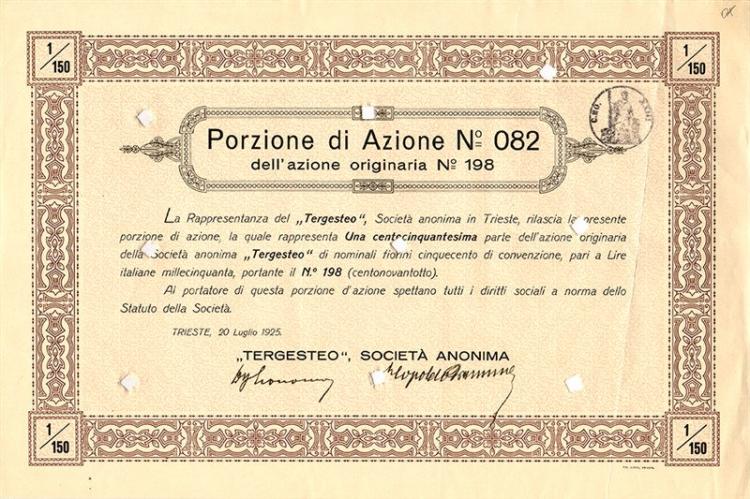 1/150
1/150
Porzione di Azione Nº 082
dell'azione originaria Nº 198
La Rappresentanza del „Tergesteo", Società anonima in Trieste, rilascia la presente
porzione di azione, la quale rappresenta Una centocinquantesima parte dell'azione originaria
della Società anonima „Tergesteo" di nominali fiorini cinquecento di convenzione, pari a Lire
italiane millecinquanta, portante il N.º 198 (centonovantotto).
Al portatore di questa porzione d'azione spettano tutti i diritti sociali a norma dello
Statuto della Società.
TRIESTE, 20 Luglio 1925.
„TERGESTEO", SOCIETÀ ANONIMA
1/150
1/150